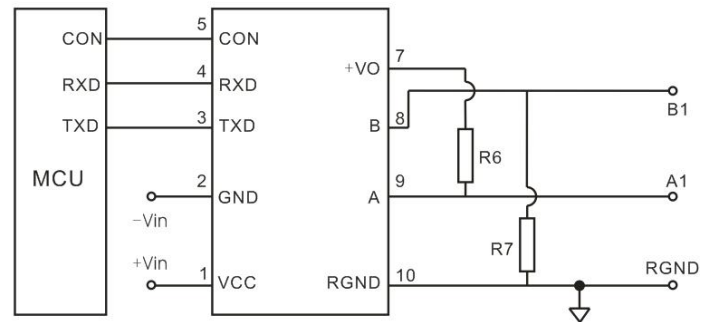 5
CON
CON
7
+VO
4
RXD
RXD
B1
3
TXD
TXD
B
8
R6
MCU
2
GND
-Vin
A
9
A1
+Vin
R7
1
VCC
RGND
10
RGND